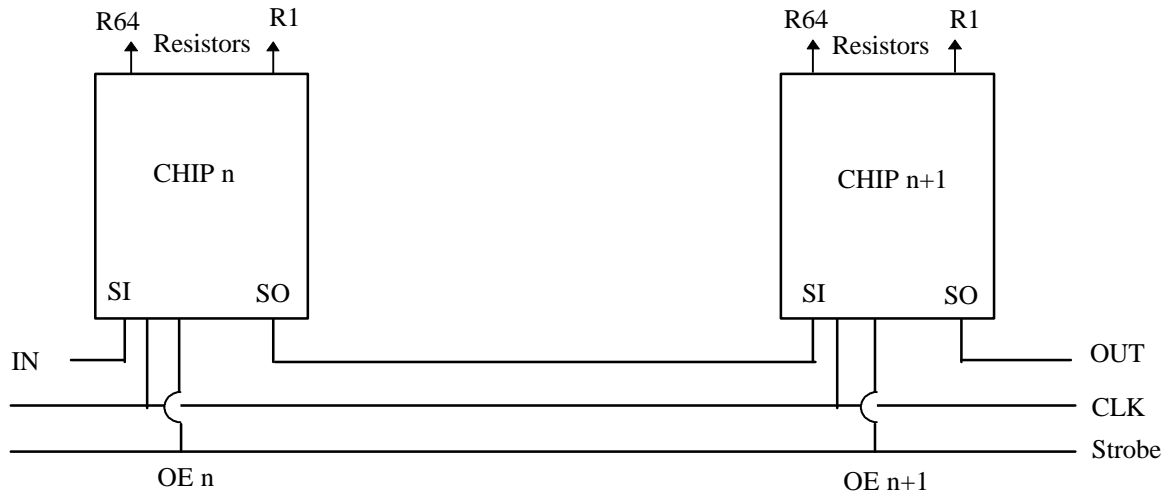 R64 R1 R64 R1
Resistors Resistors
CHIP n CHIP n+1
SI SO SI SO
IN OUT
CLK
Strobe
OE n OE n+1